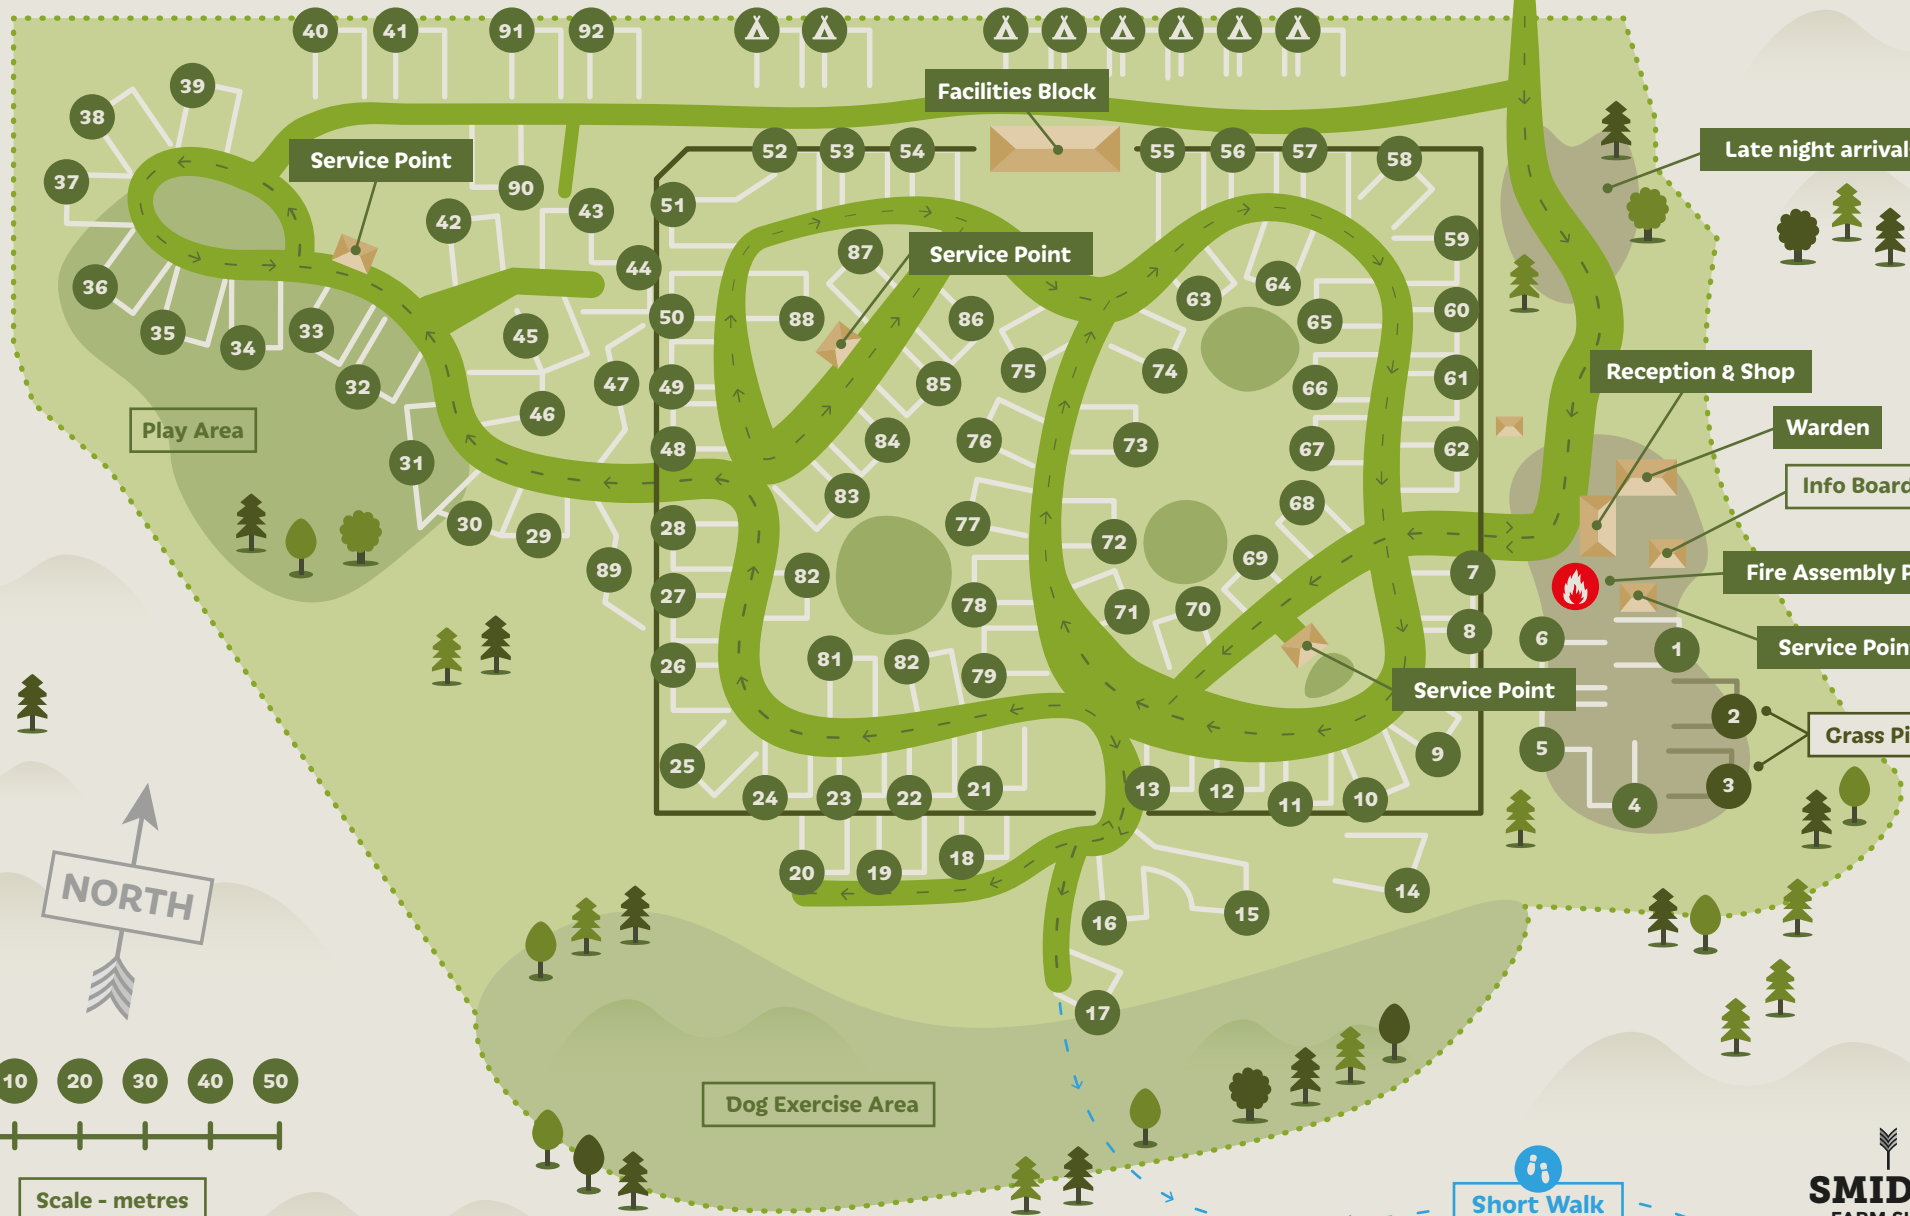 40 41 91 92
39
Facilities Block
38
52 53 54 55 56 57 58
Late night arrival
Service Point
37
90
51
42 43
59
87
Service Point
44
36
63 64
60
50 88 86 65
35 34 33 45
Reception & Shop
75 74
61
32 47 49 85 66
46
Warden
Play Area
84 76 73
48 67 62
31
Info Board
83
68
30 29 28 77 72
69
Fire Assembly P
89 82 7
27 78 71 70
8 6
Service Poin
1
26 81 82 79
Service Point
2
Grass Pi
5
9
25
24 23 22 21 13 12 11 10
3
4
20 19 18
14
NORTH
16 15
17
10 20 30 40 50
Dog Exercise Area
Scale - metres
Short Walk
SMID
FARM SH